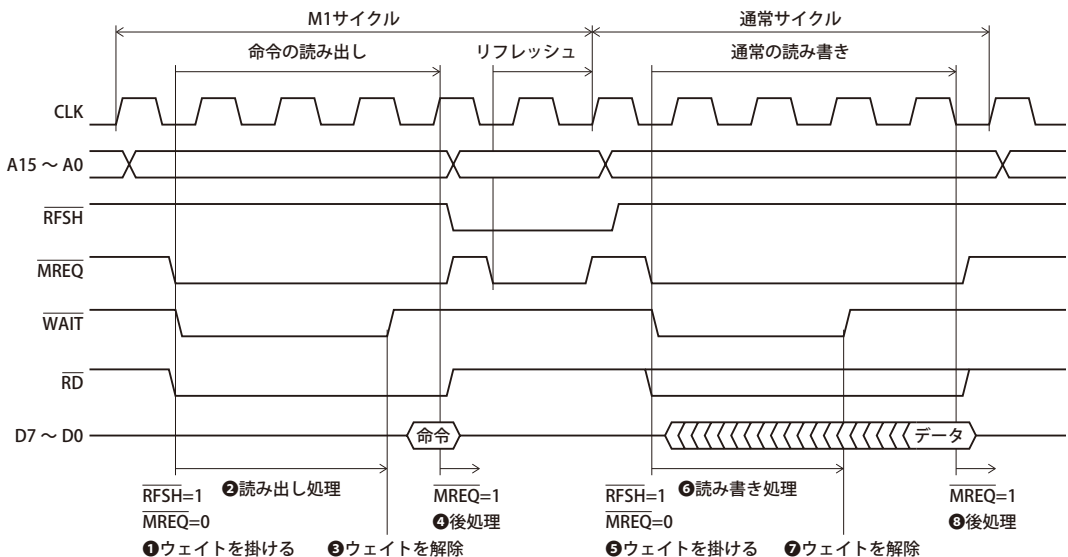 M1サイクル
通常サイクル
命令の読み出し
リフレッシュ
通常の読み書き
CLK
A15 ～ A0
RFSH
MREQ
WAIT
RD
D7 ～ D0
命令
データ
RFSH=1
❷読み出し処理
MREQ=1
RFSH=1
❻読み書き処理
MREQ=1
MREQ=0
❹後処理
MREQ=0
❽後処理
❶ウェイトを掛ける
❸ウェイトを解除
❺ウェイトを掛ける
❼ウェイトを解除